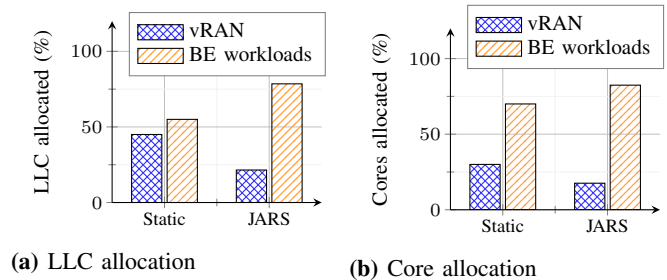 vRAN
BE workloads
LLC allocated (%)
100
50
0
Static
JARS
(a) LLC allocation
vRAN
BE workloads
Cores allocated (%)
100
50
0
Static
JARS
(b) Core allocation